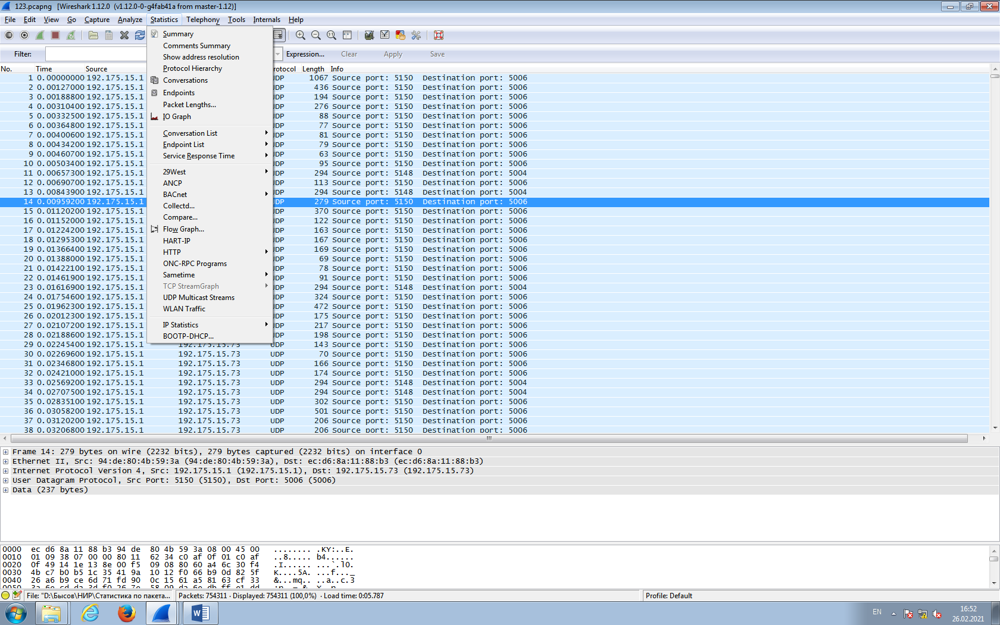 123.pcapng [Wireshark 1.12.0 (v1.12.0-0-g4fab41a from master-1.12)]
File Edit View Go Capture Analyze Statistics Telephony Tools Internals Help
Filter: Expression... Clear Apply Save
Summary
Comments Summary
Show address resolution
Protocol Hierarchy
Conversations
Endpoints
Packet Lengths...
IO Graph
Conversation List
Endpoint List
Service Response Time
29West
ANCP
BACnet
Collectd...
Compare...
Flow Graph...
HART-IP
HTTP
ONC-RPC Programs
Sametime
TCP StreamGraph
UDP Multicast Streams
WLAN Traffic
IP Statistics
BOOTP-DHCP...
No. Time Source rotocol Length Info
1 0.00000000 192.175.15.1 UDP 1067 Source port: 5150 Destination port: 5006
2 0.00127000 192.175.15.1 UDP 436 Source port: 5150 Destination port: 5006
3 0.00188800 192.175.15.1 UDP 194 Source port: 5150 Destination port: 5006
4 0.00310400 192.175.15.1 UDP 276 Source port: 5150 Destination port: 5006
5 0.00332500 192.175.15.1 UDP 88 Source port: 5150 Destination port: 5006
6 0.00364800 192.175.15.1 UDP 77 Source port: 5150 Destination port: 5006
7 0.00400600 192.175.15.1 UDP 81 Source port: 5150 Destination port: 5006
8 0.00434200 192.175.15.1 UDP 79 Source port: 5150 Destination port: 5006
9 0.00460700 192.175.15.1 UDP 63 Source port: 5150 Destination port: 5006
10 0.00503400 192.175.15.1 UDP 95 Source port: 5150 Destination port: 5006
11 0.00657300 192.175.15.1 UDP 294 Source port: 5148 Destination port: 5004
12 0.00690700 192.175.15.1 UDP 113 Source port: 5150 Destination port: 5006
13 0.00843900 192.175.15.1 UDP 294 Source port: 5148 Destination port: 5004
14 0.00959200 192.175.15.1 UDP 279 Source port: 5150 Destination port: 5006
15 0.01120200 192.175.15.1 UDP 370 Source port: 5150 Destination port: 5006
16 0.01152000 192.175.15.1 UDP 122 Source port: 5150 Destination port: 5006
17 0.01224200 192.175.15.1 UDP 163 Source port: 5150 Destination port: 5006
18 0.01295300 192.175.15.1 UDP 167 Source port: 5150 Destination port: 5006
19 0.01366400 192.175.15.1 UDP 169 Source port: 5150 Destination port: 5006
20 0.01388000 192.175.15.1 UDP 69 Source port: 5150 Destination port: 5006
21 0.01422100 192.175.15.1 UDP 78 Source port: 5150 Destination port: 5006
22 0.01461900 192.175.15.1 UDP 91 Source port: 5150 Destination port: 5006
23 0.01616900 192.175.15.1 UDP 294 Source port: 5148 Destination port: 5004
24 0.01754600 192.175.15.1 UDP 324 Source port: 5150 Destination port: 5006
25 0.01962300 192.175.15.1 UDP 472 Source port: 5150 Destination port: 5006
26 0.02012300 192.175.15.1 UDP 175 Source port: 5150 Destination port: 5006
27 0.02107200 192.175.15.1 UDP 217 Source port: 5150 Destination port: 5006
28 0.02188600 192.175.15.1 UDP 198 Source port: 5150 Destination port: 5006
29 0.02245400 192.175.15.1 192.175.15.73 UDP 143 Source port: 5150 Destination port: 5006
30 0.02269600 192.175.15.1 192.175.15.73 UDP 70 Source port: 5150 Destination port: 5006
31 0.02346800 192.175.15.1 192.175.15.73 UDP 166 Source port: 5150 Destination port: 5006
32 0.02421000 192.175.15.1 192.175.15.73 UDP 174 Source port: 5150 Destination port: 5006
33 0.02569200 192.175.15.1 192.175.15.73 UDP 294 Source port: 5148 Destination port: 5004
34 0.02707500 192.175.15.1 192.175.15.73 UDP 294 Source port: 5148 Destination port: 5004
35 0.02835100 192.175.15.1 192.175.15.73 UDP 302 Source port: 5150 Destination port: 5006
36 0.03058200 192.175.15.1 192.175.15.73 UDP 501 Source port: 5150 Destination port: 5006
37 0.03120200 192.175.15.1 192.175.15.73 UDP 206 Source port: 5150 Destination port: 5006
38 0.03206800 192.175.15.1 192.175.15.73 UDP 206 Source port: 5150 Destination port: 5006
Frame 14: 279 bytes on wire (2232 bits), 279 bytes captured (2232 bits) on interface 0
Ethernet II, Src: 94:de:80:4b:59:3a (94:de:80:4b:59:3a), Dst: ec:d6:8a:11:88:b3 (ec:d6:8a:11:88:b3)
Internet Protocol Version 4, Src: 192.175.15.1 (192.175.15.1), Dst: 192.175.15.73 (192.175.15.73)
User Datagram Protocol, Src Port: 5150 (5150), Dst Port: 5006 (5006)
Data (237 bytes)
0000 ec d6 8a 11 88 b3 94 de 80 4b 59 3a 08 00 45 00 ........ .KY:..E.
0010 01 09 38 07 00 00 80 11 62 34 c0 af 0f 01 c0 af ..8..... b4......
0020 0f 49 14 1e 13 8e 00 f5 09 08 80 60 a4 6c 30 f4 .I...... ...`.l0.
0030 4b c7 b0 b5 1c 35 41 9a 10 12 f0 66 b9 0d 82 5f K....5A. ...f..._
0040 26 a6 b9 ce 6d 71 fd 90 0c 15 61 a5 81 63 cf 33 &...mq.. ..a..c.3
File: "D:\Бысов\НИР\Статистика по пакета... Packets: 754311 · Displayed: 754311 (100,0%) · Load time: 0:05.787 Profile: Default
EN 16:52
26.02.2021